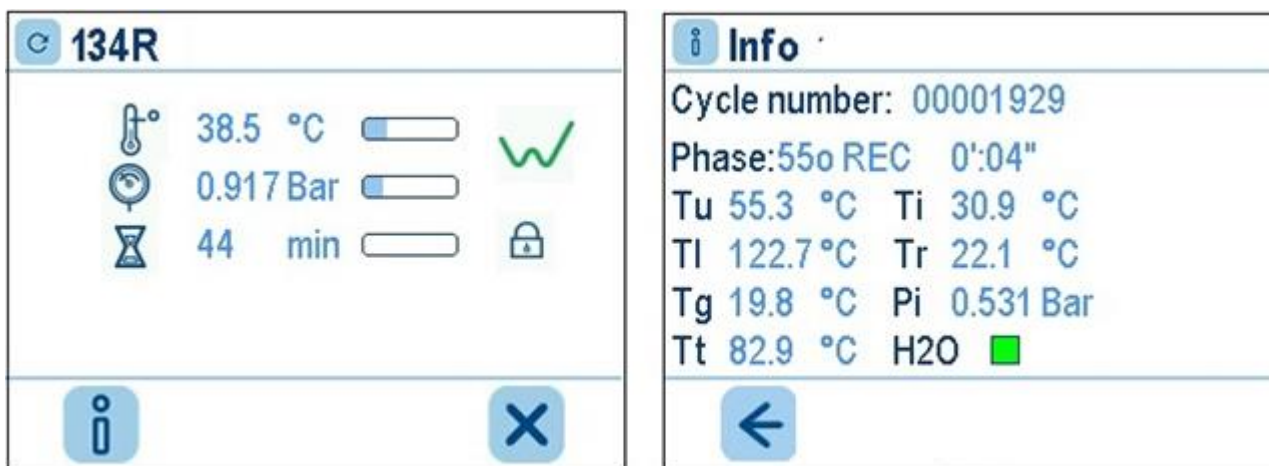 134R
38.5 °C
0.917 Bar
44 min
Info
Cycle number: 00001929
Phase:55o REC 0':04"
Tu 55.3 °C Ti 30.9 °C
Tl 122.7 °C Tr 22.1 °C
Tg 19.8 °C Pi 0.531 Bar
Tt 82.9 °C H2O